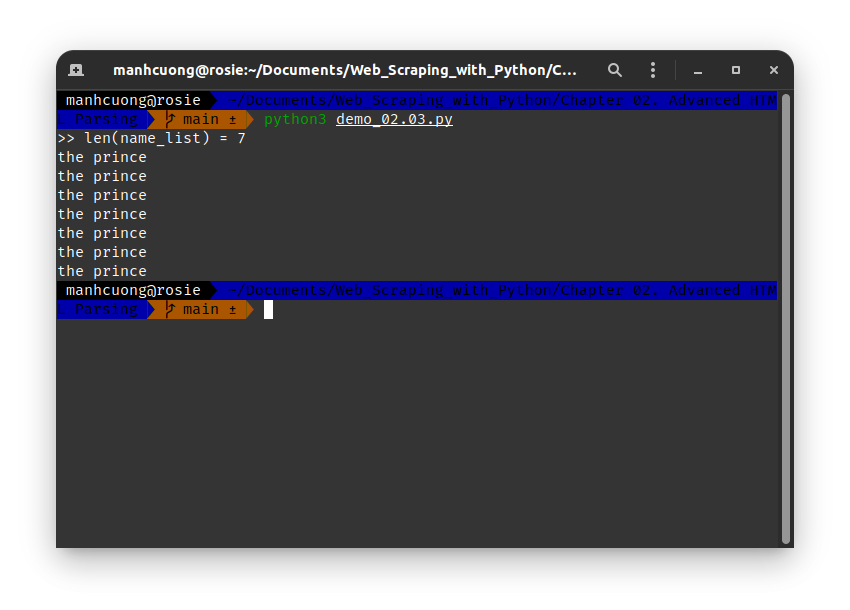 manhcuong@rosie:~/Documents/Web_Scraping_with_Python/C...
manhcuong@rosie ~/Documents/Web_Scraping_with_Python/Chapter 02. Advanced HTM
L Parsing main ± python3 demo_02.03.py
>> len(name_list) = 7
the prince
the prince
the prince
the prince
the prince
the prince
the prince
manhcuong@rosie ~/Documents/Web_Scraping_with_Python/Chapter 02. Advanced HTM
L Parsing main ±